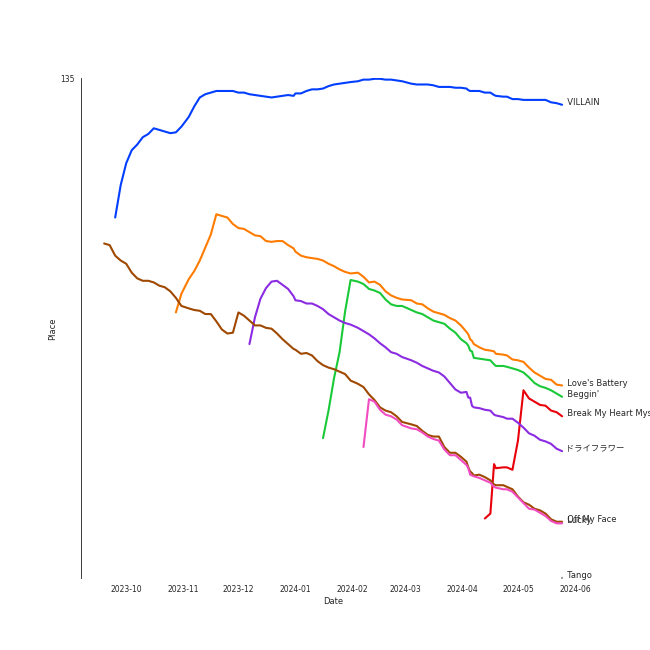 135
VILLAIN
Place
Love's Battery
Beggin'
Break My Heart Mys
ドライフラワー
Off My Face
Tango
2023-10
2023-11
2023-12
2024-01
2024-02
2024-03
2024-04
2024-05
2024-06
Date